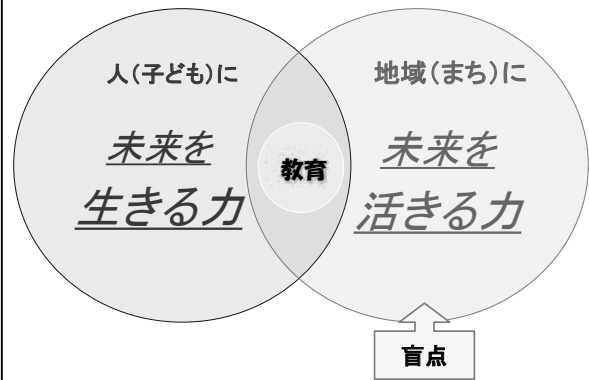 人(子ども)に
未来を
生きる力
教育
地域(まち)に
未来を
活きる力
盲点